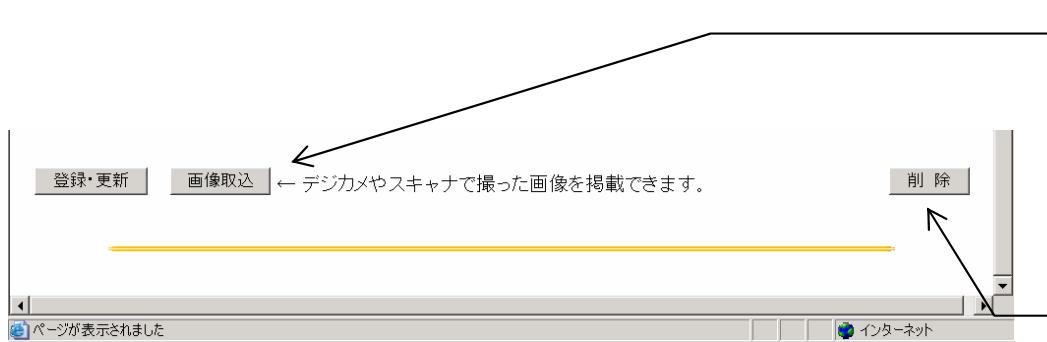 登録・更新 画像取込 ← デジカメやスキャナで撮った画像を掲載できます。 削 除
ページが表示されました インターネット